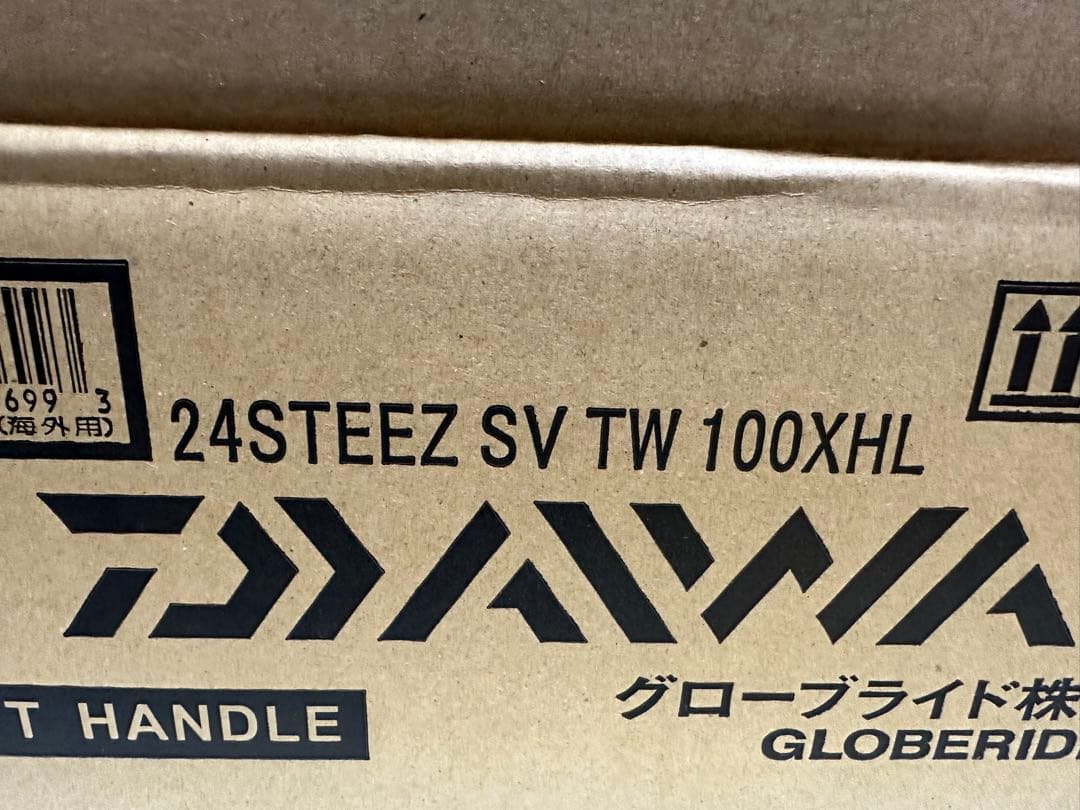 699 3
(海外用)
24STEEZ SV TW 100XHL
DAIWA
T HANDLE
グローブライド株
GLOBERID